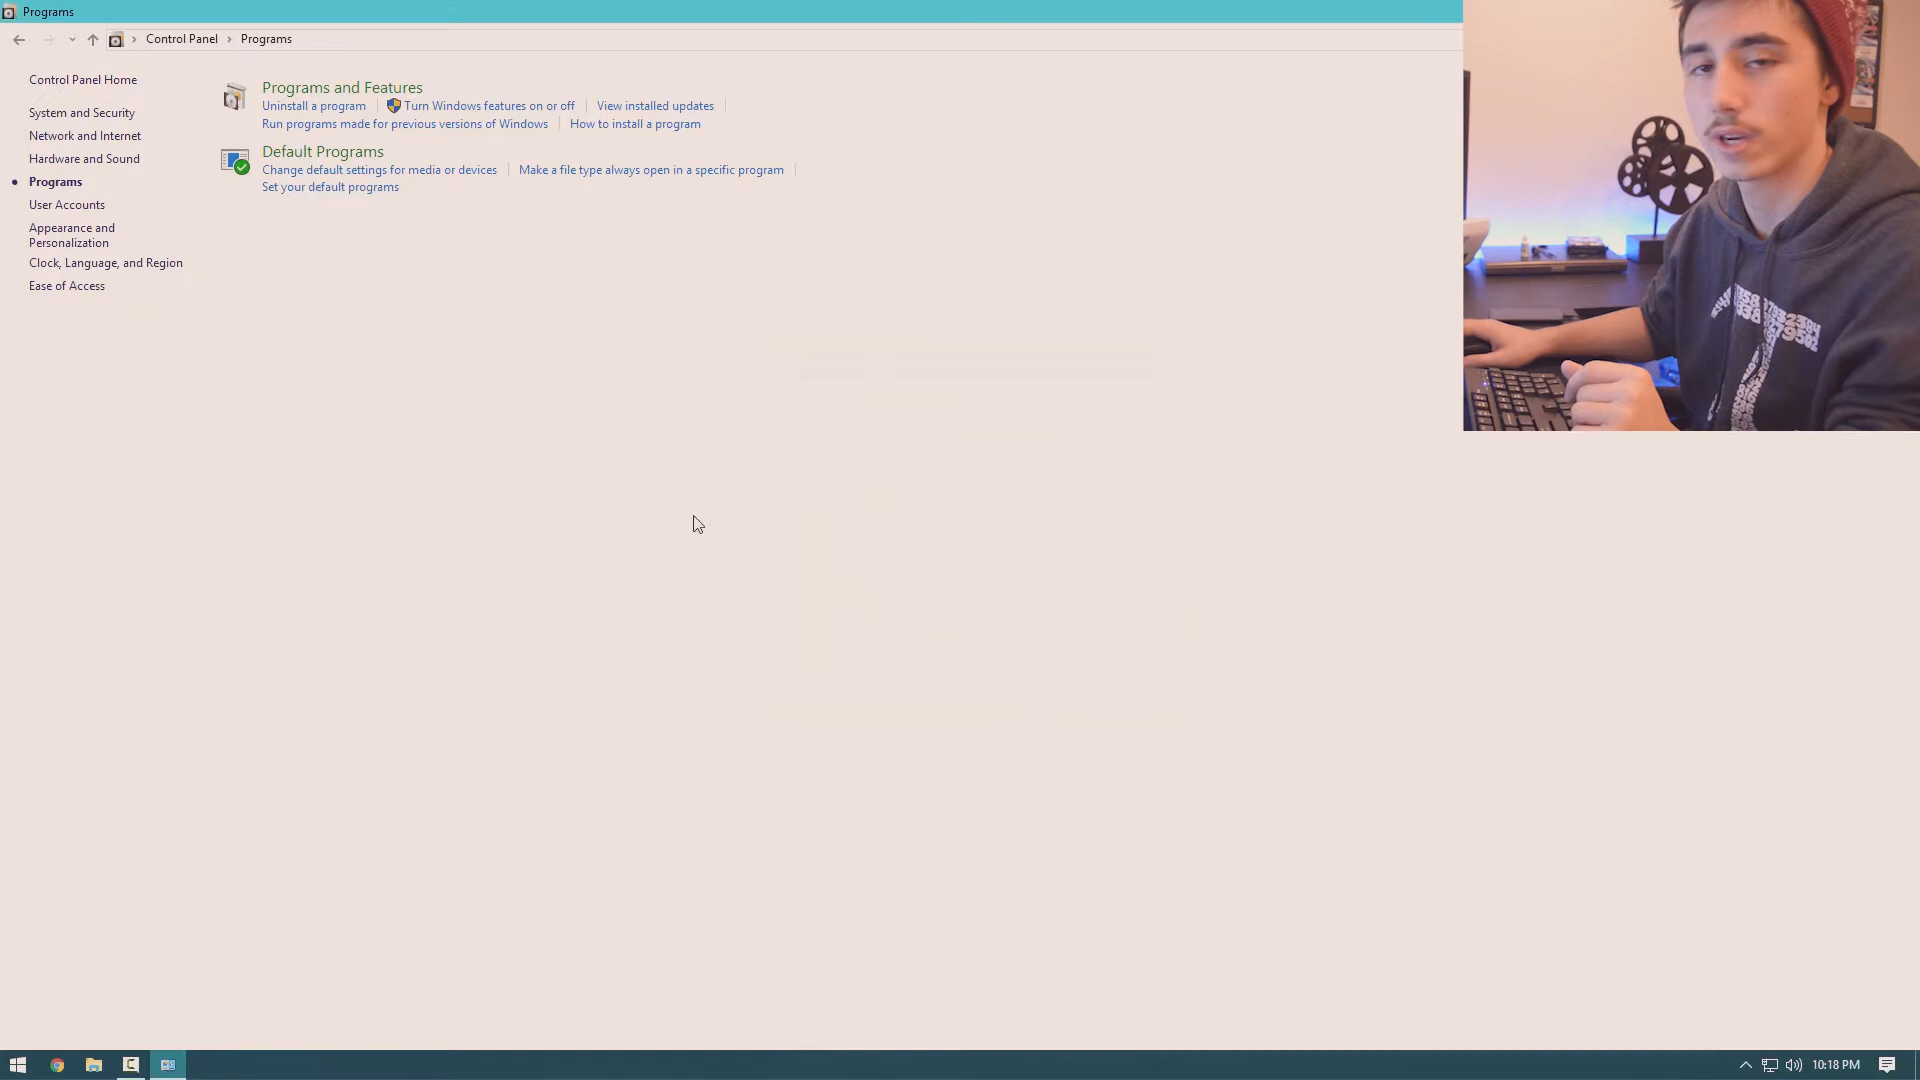 Programs
Control Panel > Programs
Control Panel Home
System and Security
Network and Internet
Hardware and Sound
Programs
User Accounts
Appearance and
Personalization
Clock, Language, and Region
Ease of Access
Programs and Features
Uninstall a program
Turn Windows features on or off
View installed updates
Run programs made for previous versions of Windows
How to install a program
Default Programs
Change default settings for media or devices
Make a file type always open in a specific program
Set your default programs
10:18 PM